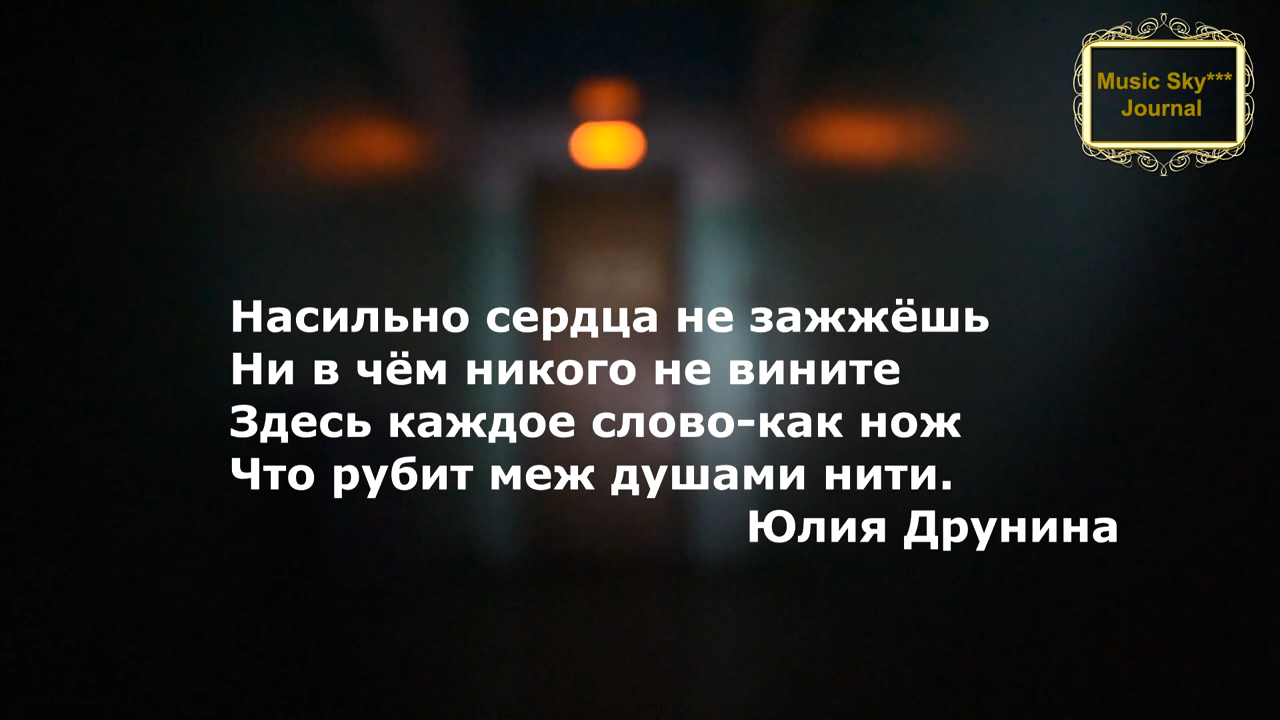 Music Sky***
Journal
Насильно сердца не зажжёшь
Ни в чём никого не вините
Здесь каждое слово-как нож
Что рубит меж душами нити.
Юлия Друнина